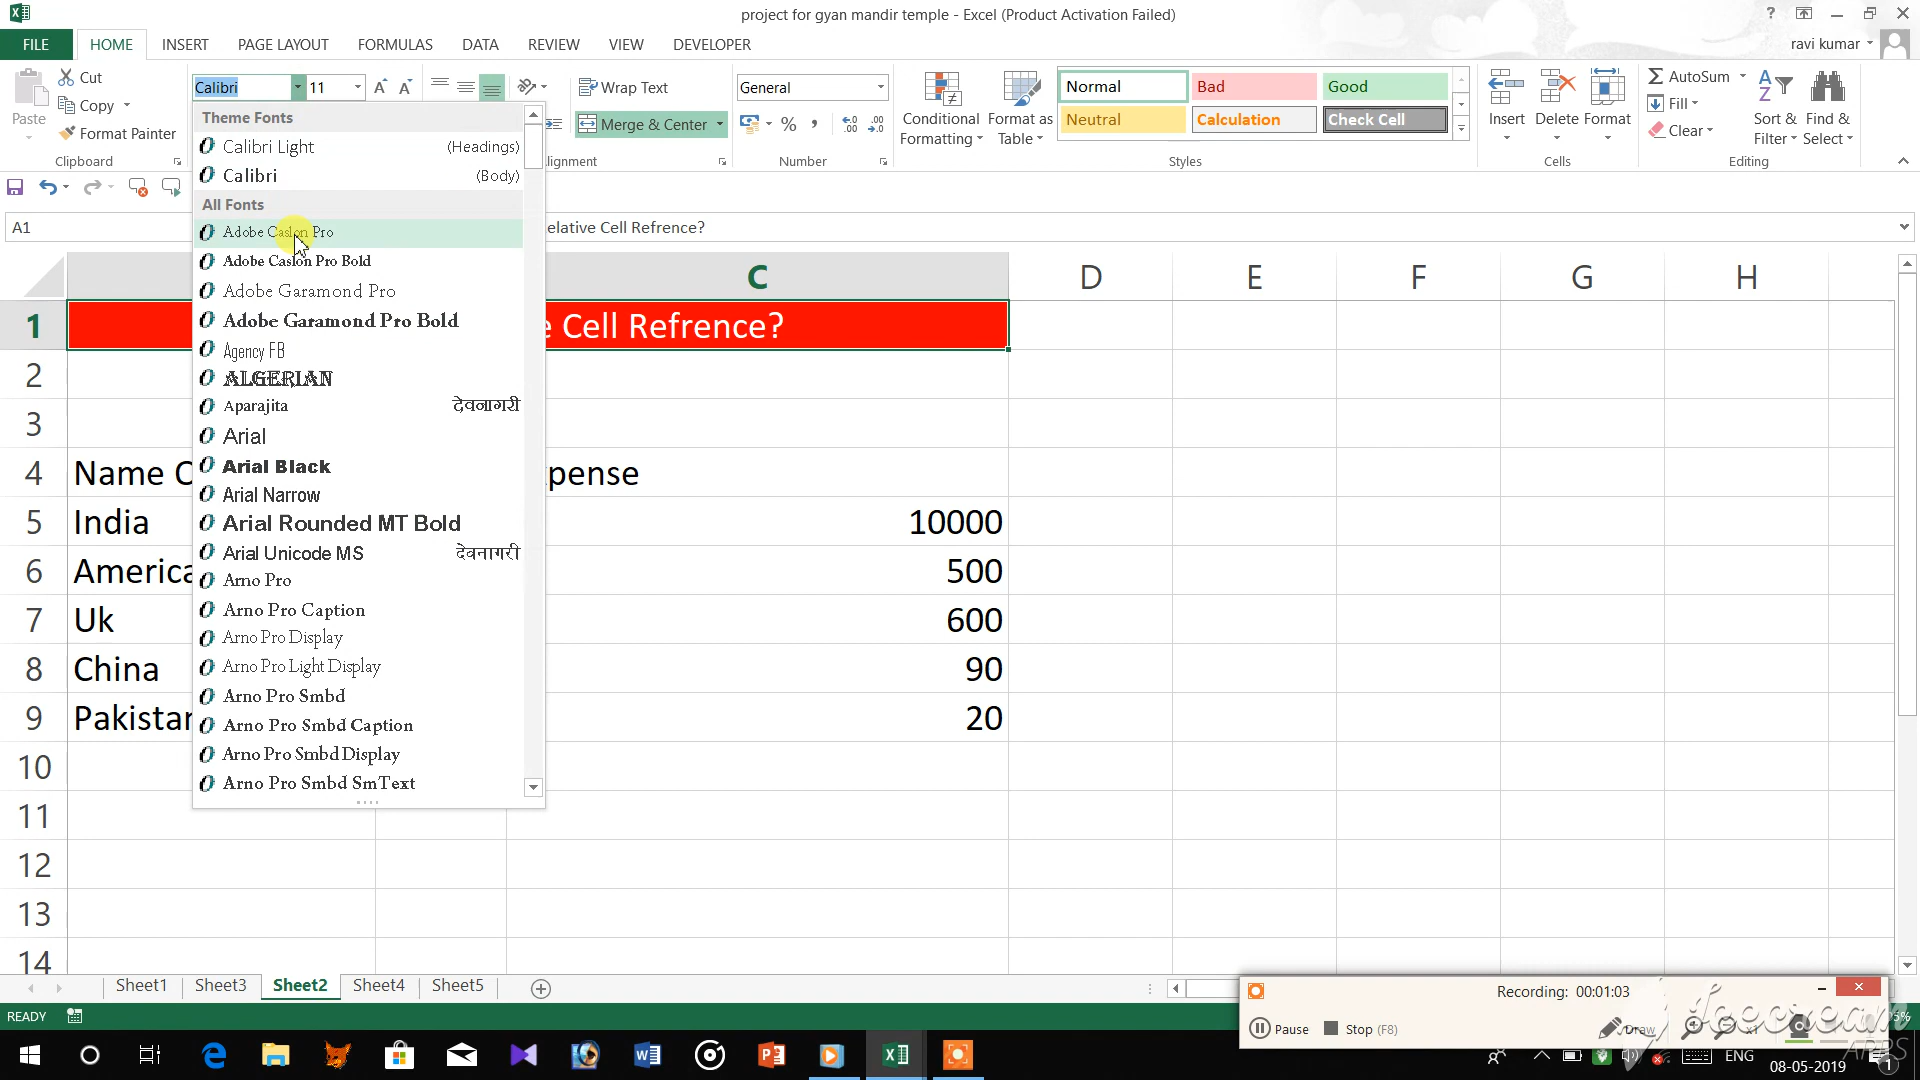 project for gyan mandir temple - Excel (Product Activation Failed)
FILE HOME INSERT PAGE LAYOUT FORMULAS DATA REVIEW VIEW DEVELOPER ravi kumar
Paste
Cut
Copy
Format Painter
Clipboard
Calibri 11
Wrap Text
Merge & Center
lignment
General
%
Number
Conditional Formatting
Format as Table
Normal Bad Good
Neutral Calculation Check Cell
Styles
Insert Delete Format
Cells
AutoSum
Fill
Clear
Sort & Filter
Find & Select
Editing
A1
elative Cell Refrence?
Theme Fonts
Calibri Light (Headings)
Calibri (Body)
All Fonts
Adobe Caslon Pro
Adobe Caslon Pro Bold
Adobe Garamond Pro
Adobe Garamond Pro Bold
Agency FB
ALGERIAN
Aparajita देवनागरी
Arial
Arial Black
Arial Narrow
Arial Rounded MT Bold
Arial Unicode MS देवनागरी
Arno Pro
Arno Pro Caption
Arno Pro Display
Arno Pro Light Display
Arno Pro Smbd
Arno Pro Smbd Caption
Arno Pro Smbd Display
Arno Pro Smbd SmText
C D E F G H
1 e Cell Refrence?
2
3
4 Name O pense
5 India 10000
6 America 500
7 Uk 600
8 China 90
9 Pakistan 20
10
11
12
13
14
Sheet1 Sheet3 Sheet2 Sheet4 Sheet5
READY
Recording: 00:01:03
Pause Stop (F8) Draw x1
Icecream
APPS
ENG
08-05-2019
1